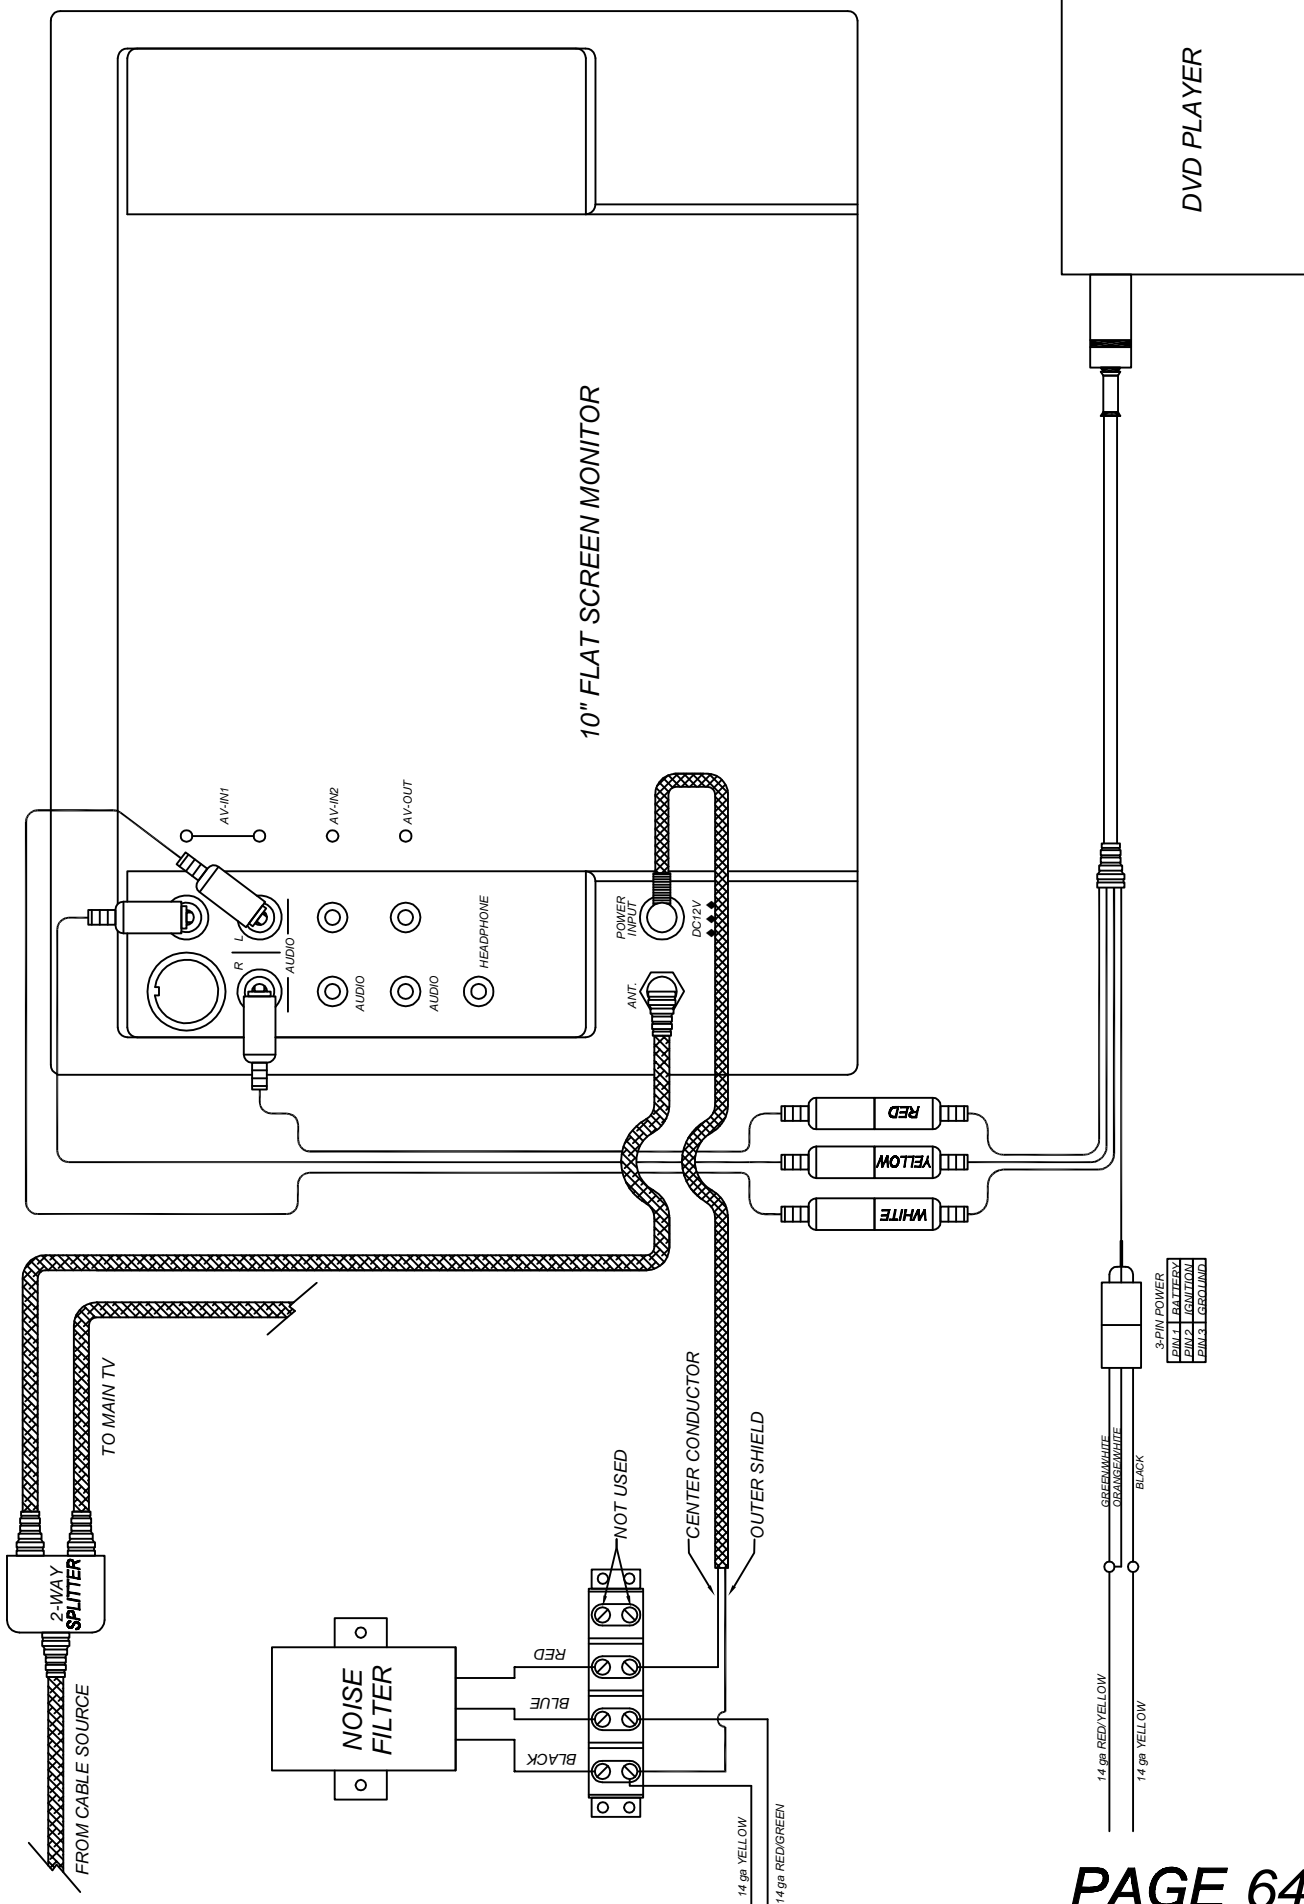 DVD PLAYER
10" FLAT SCREEN MONITOR
AV-IN1
AV-IN2
AV-OUT
L
R
AUDIO
AUDIO
AUDIO
HEADPHONE
POWER
INPUT
DC12V
ANT.
RED
YELLOW
WHITE
2-WAY
SPLITTER
TO MAIN TV
FROM CABLE SOURCE
NOISE
FILTER
RED
BLUE
BLACK
NOT USED
CENTER CONDUCTOR
OUTER SHIELD
14 ga YELLOW
14 ga RED/GREEN
3-PIN POWER
PIN 1 BATTERY
PIN 2 IGNITION
PIN 3 GROUND
GREEN/WHITE
ORANGE/WHITE
BLACK
14 ga RED/YELLOW
14 ga YELLOW
PAGE 64